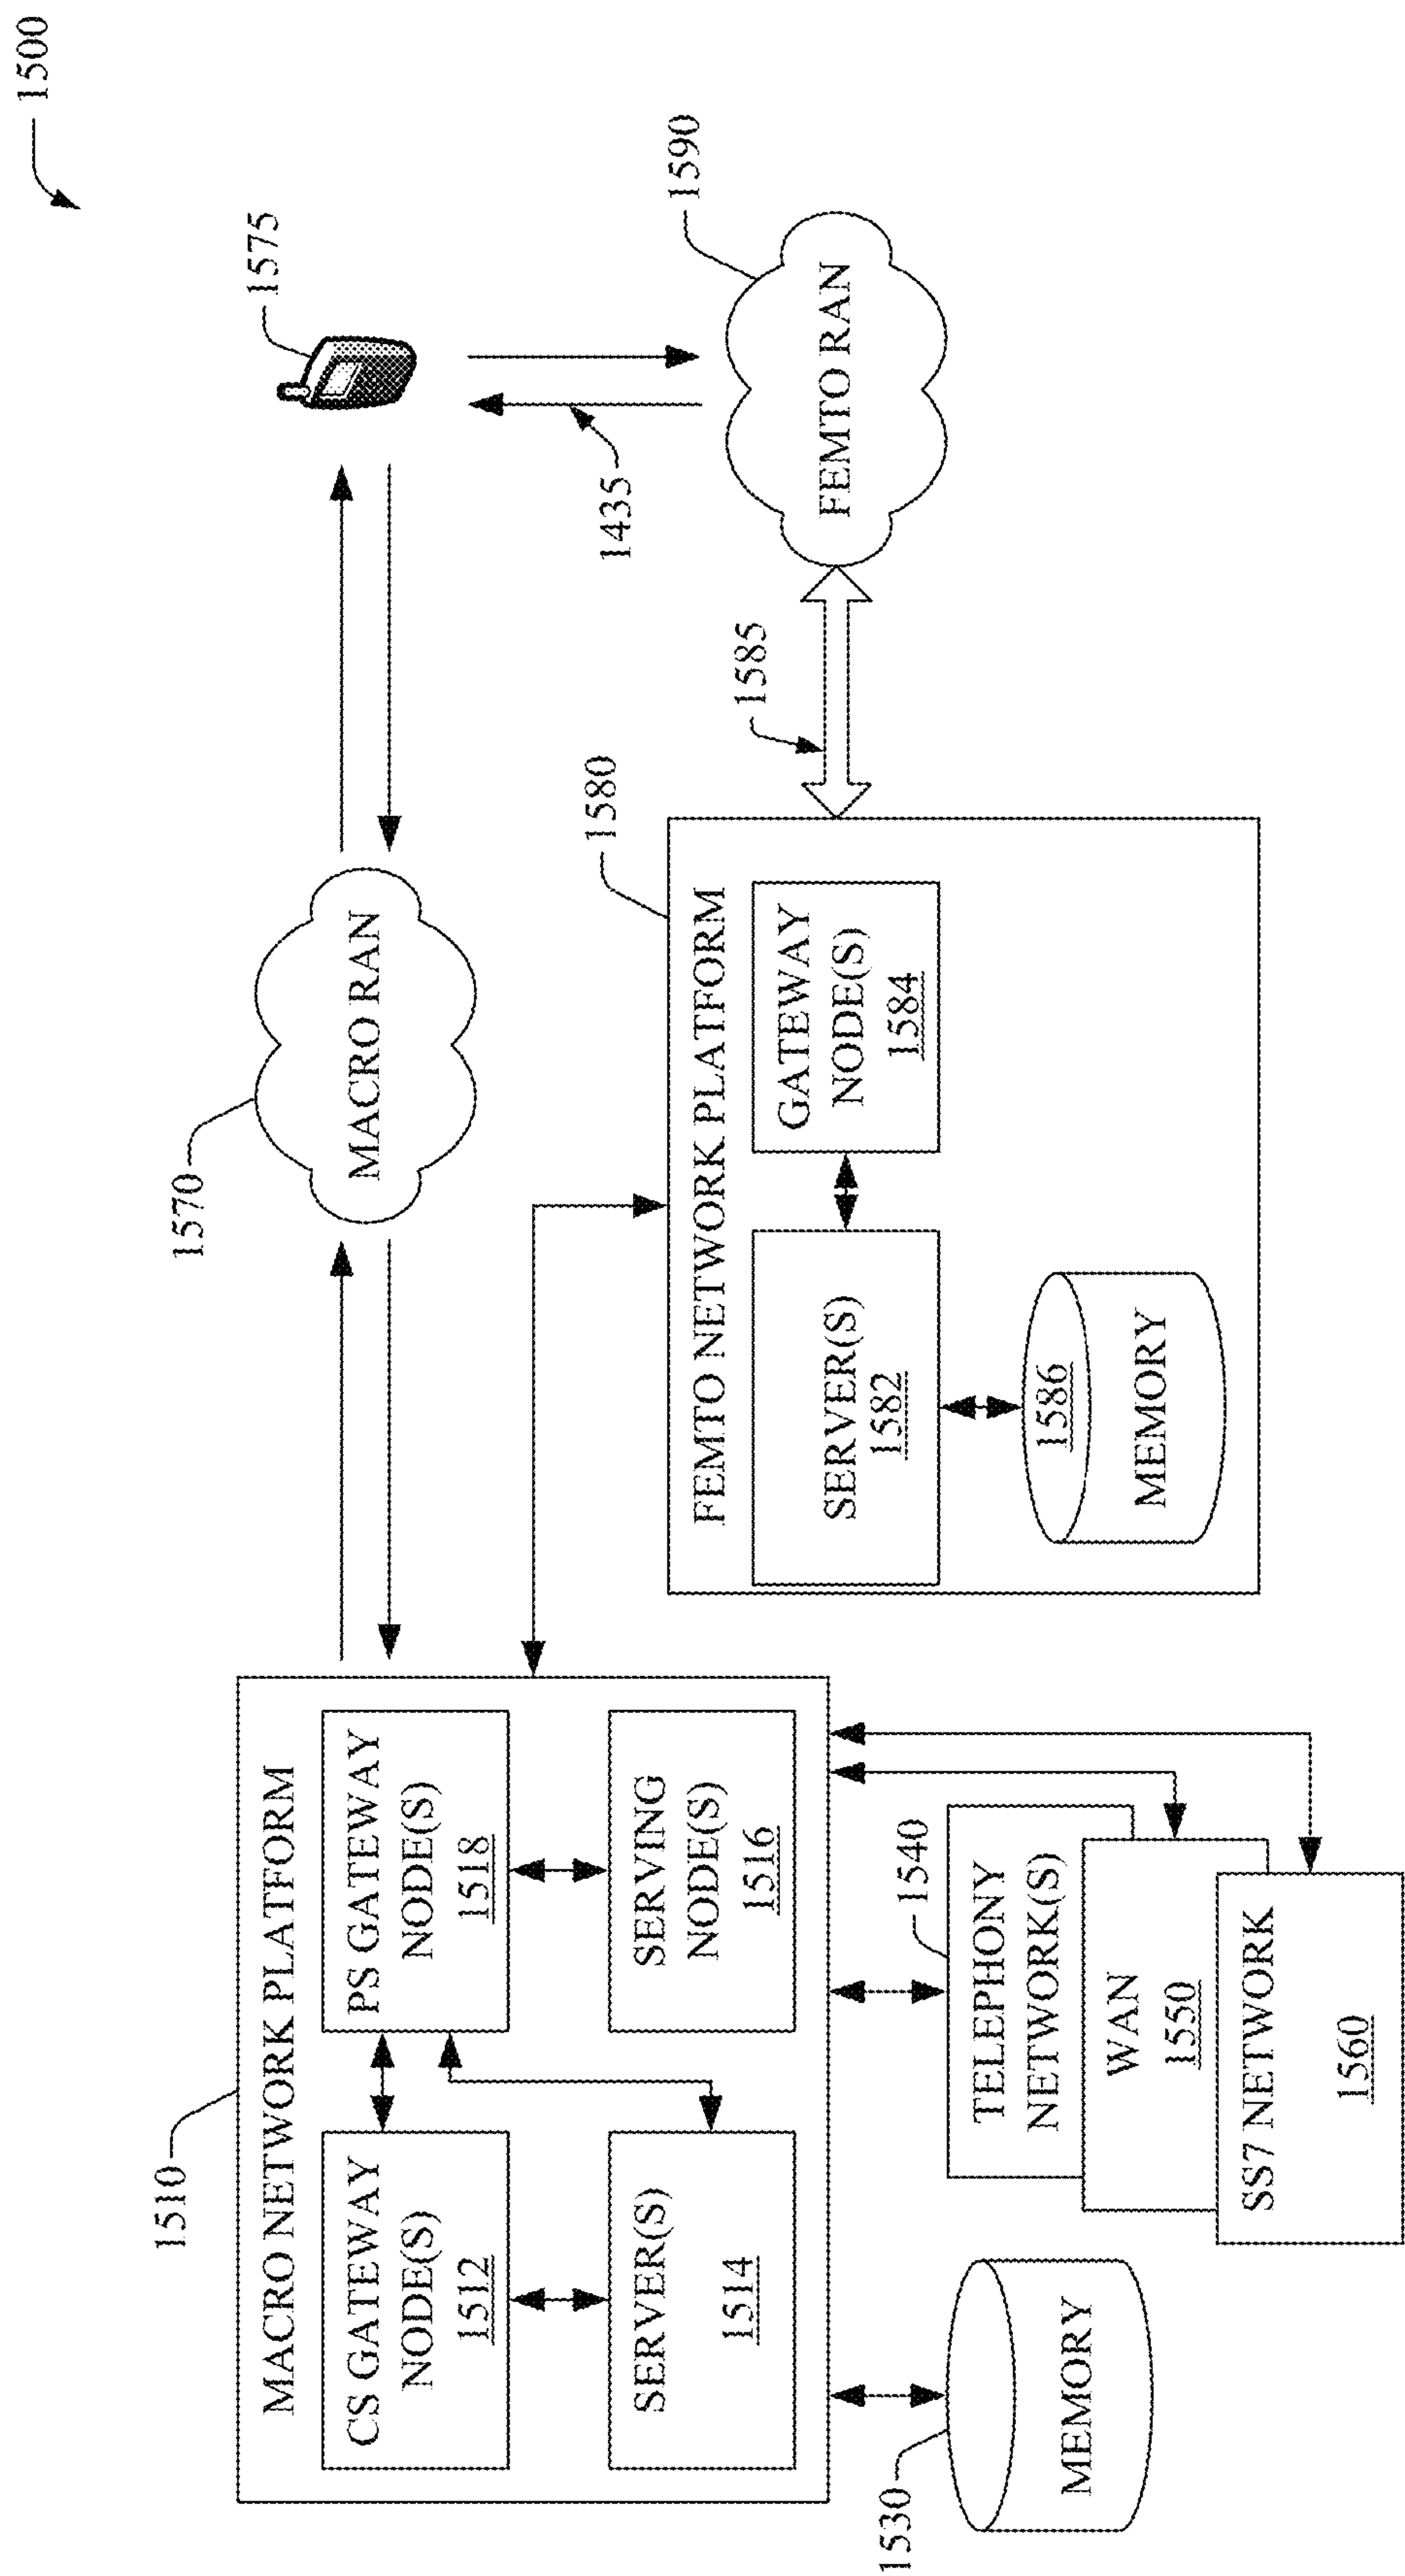 1500
1575
1570
MACRO RAN
1590
FEMTO RAN
1435
1585
1580
FEMTO NETWORK PLATFORM
SERVER(S)
1582
GATEWAY
NODE(S)
1584
1586
MEMORY
1510
MACRO NETWORK PLATFORM
CS GATEWAY
NODE(S)
1512
PS GATEWAY
NODE(S)
1518
SERVER(S)
1514
SERVING
NODE(S)
1516
1530
MEMORY
1540
TELEPHONY
NETWORK(S)
WAN
1550
SS7 NETWORK
1560